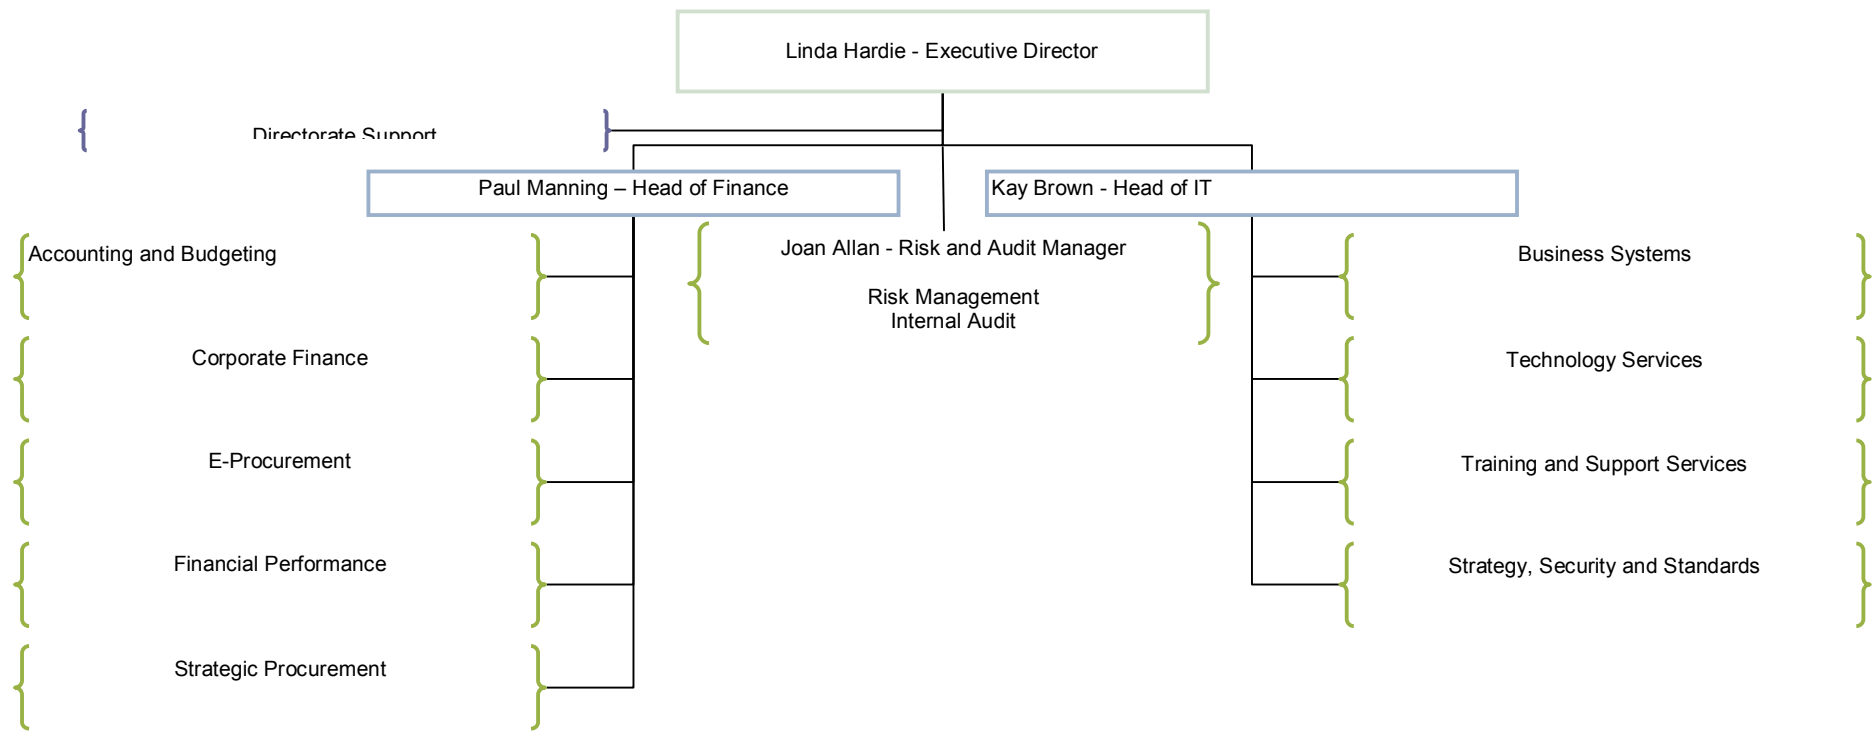 Linda Hardie - Executive Director
Directorate Support
Paul Manning – Head of Finance
Kay Brown - Head of IT
Accounting and Budgeting
Joan Allan - Risk and Audit Manager
Risk Management
Internal Audit
Business Systems
Corporate Finance
Technology Services
E-Procurement
Training and Support Services
Financial Performance
Strategy, Security and Standards
Strategic Procurement